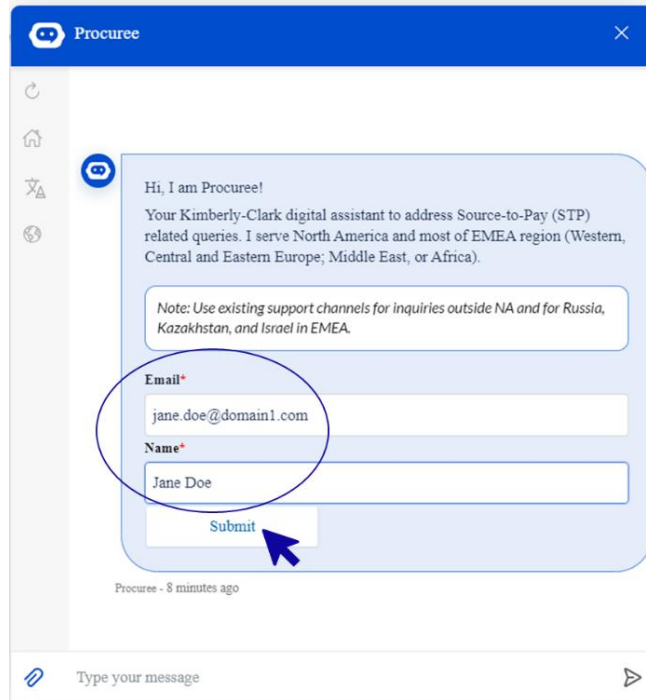 Procuree
Hi, I am Procuree!
Your Kimberly-Clark digital assistant to address Source-to-Pay (STP)
related queries. I serve North America and most of EMEA region (Western,
Central and Eastern Europe; Middle East, or Africa).
Note: Use existing support channels for inquiries outside NA and for Russia,
Kazakhstan, and Israel in EMEA.
Email*
jane.doe@domain1.com
Name*
Jane Doe
Submit
Procuree - 8 minutes ago
Type your message